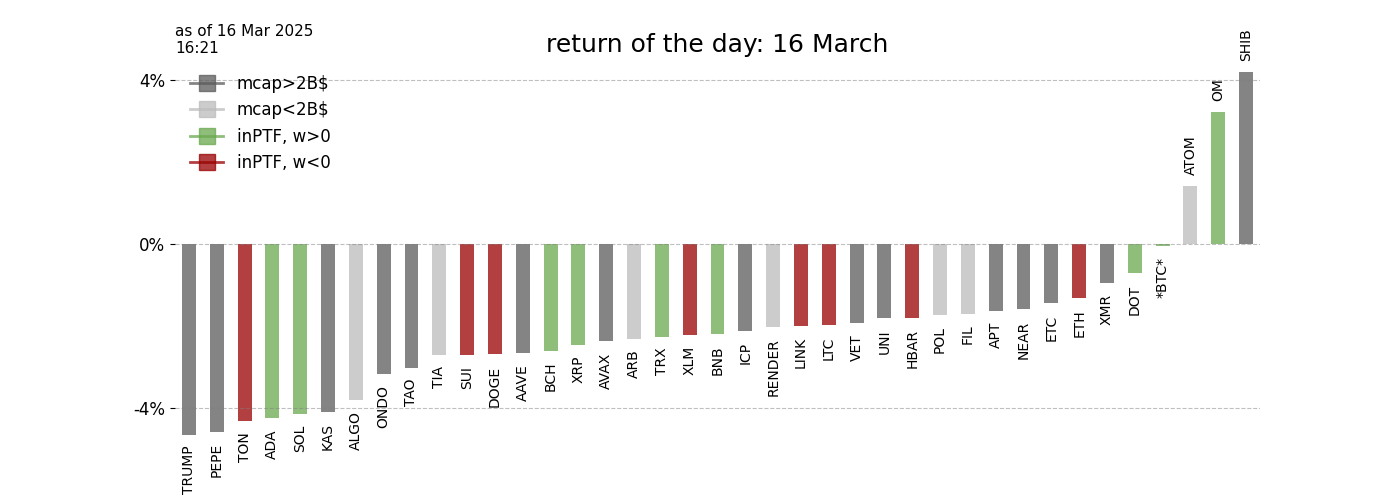 as of 16 Mar 2025
16:21
return of the day: 16 March
mcap>2B$
mcap<2B$
inPTF, w>0
inPTF, w<0
4%
0%
-4%
TRUMP
PEPE
TON
ADA
SOL
KAS
ALGO
ONDO
TAO
TIA
SUI
DOGE
AAVE
BCH
XRP
AVAX
ARB
TRX
XLM
BNB
ICP
RENDER
LINK
LTC
VET
UNI
HBAR
POL
FIL
APT
NEAR
ETC
ETH
XMR
DOT
*BTC*
ATOM
OM
SHIB